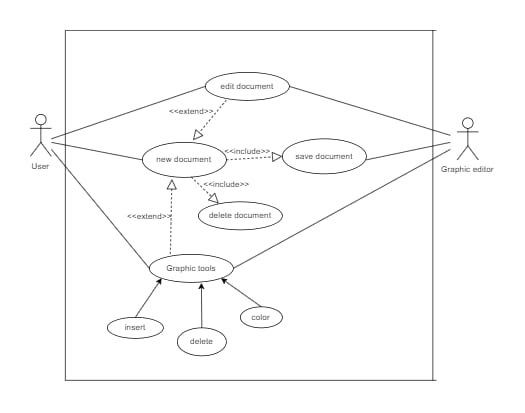 edit document
<<extend>>
User
new document
<<include>>
save document
Graphic editor
<<include>>
<<extend>>
delete document
Graphic tools
insert
color
delete